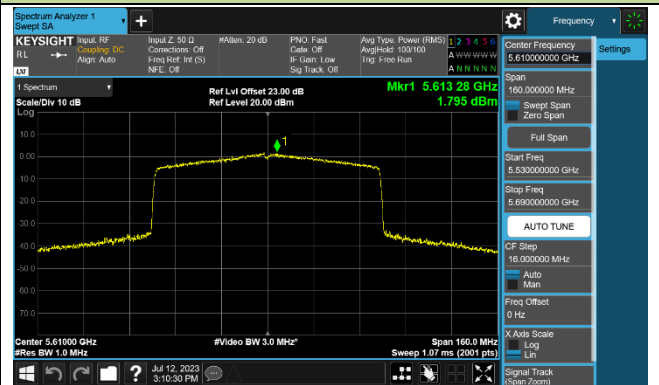 Spectrum Analyzer 1
Swept SA
Frequency
KEYSIGHT
RL
LXI
Input: RF
Coupling: DC
Align: Auto
Input Z: 50 Ω
Corrections: Off
Freq Ref: Int (S)
NFE: Off
#Atten: 20 dB
PNO: Fast
Gate: Off
IF Gain: Low
Sig Track: Off
Avg Type: Power (RMS)
Avg|Hold: 100/100
Trig: Free Run
1 2 3 4 5 6
A W W W W W
A N N N N N
1 Spectrum
Scale/Div 10 dB
Log
Ref Lvl Offset 23.00 dB
Ref Level 20.00 dBm
Mkr1 5.613 28 GHz
1.795 dBm
1
10.0
0.00
-10.0
-20.0
-30.0
-40.0
-50.0
-60.0
-70.0
Center 5.61000 GHz
#Res BW 1.0 MHz
#Video BW 3.0 MHz*
Span 160.0 MHz
Sweep 1.07 ms (2001 pts)
Center Frequency
5.610000000 GHz
Settings
Span
160.000000 MHz
Swept Span
Zero Span
Full Span
Start Freq
5.530000000 GHz
Stop Freq
5.690000000 GHz
AUTO TUNE
CF Step
16.000000 MHz
Auto
Man
Freq Offset
0 Hz
X Axis Scale
Log
Lin
Signal Track
(Span Zoom)
?
Jul 12, 2023
3:10:30 PM